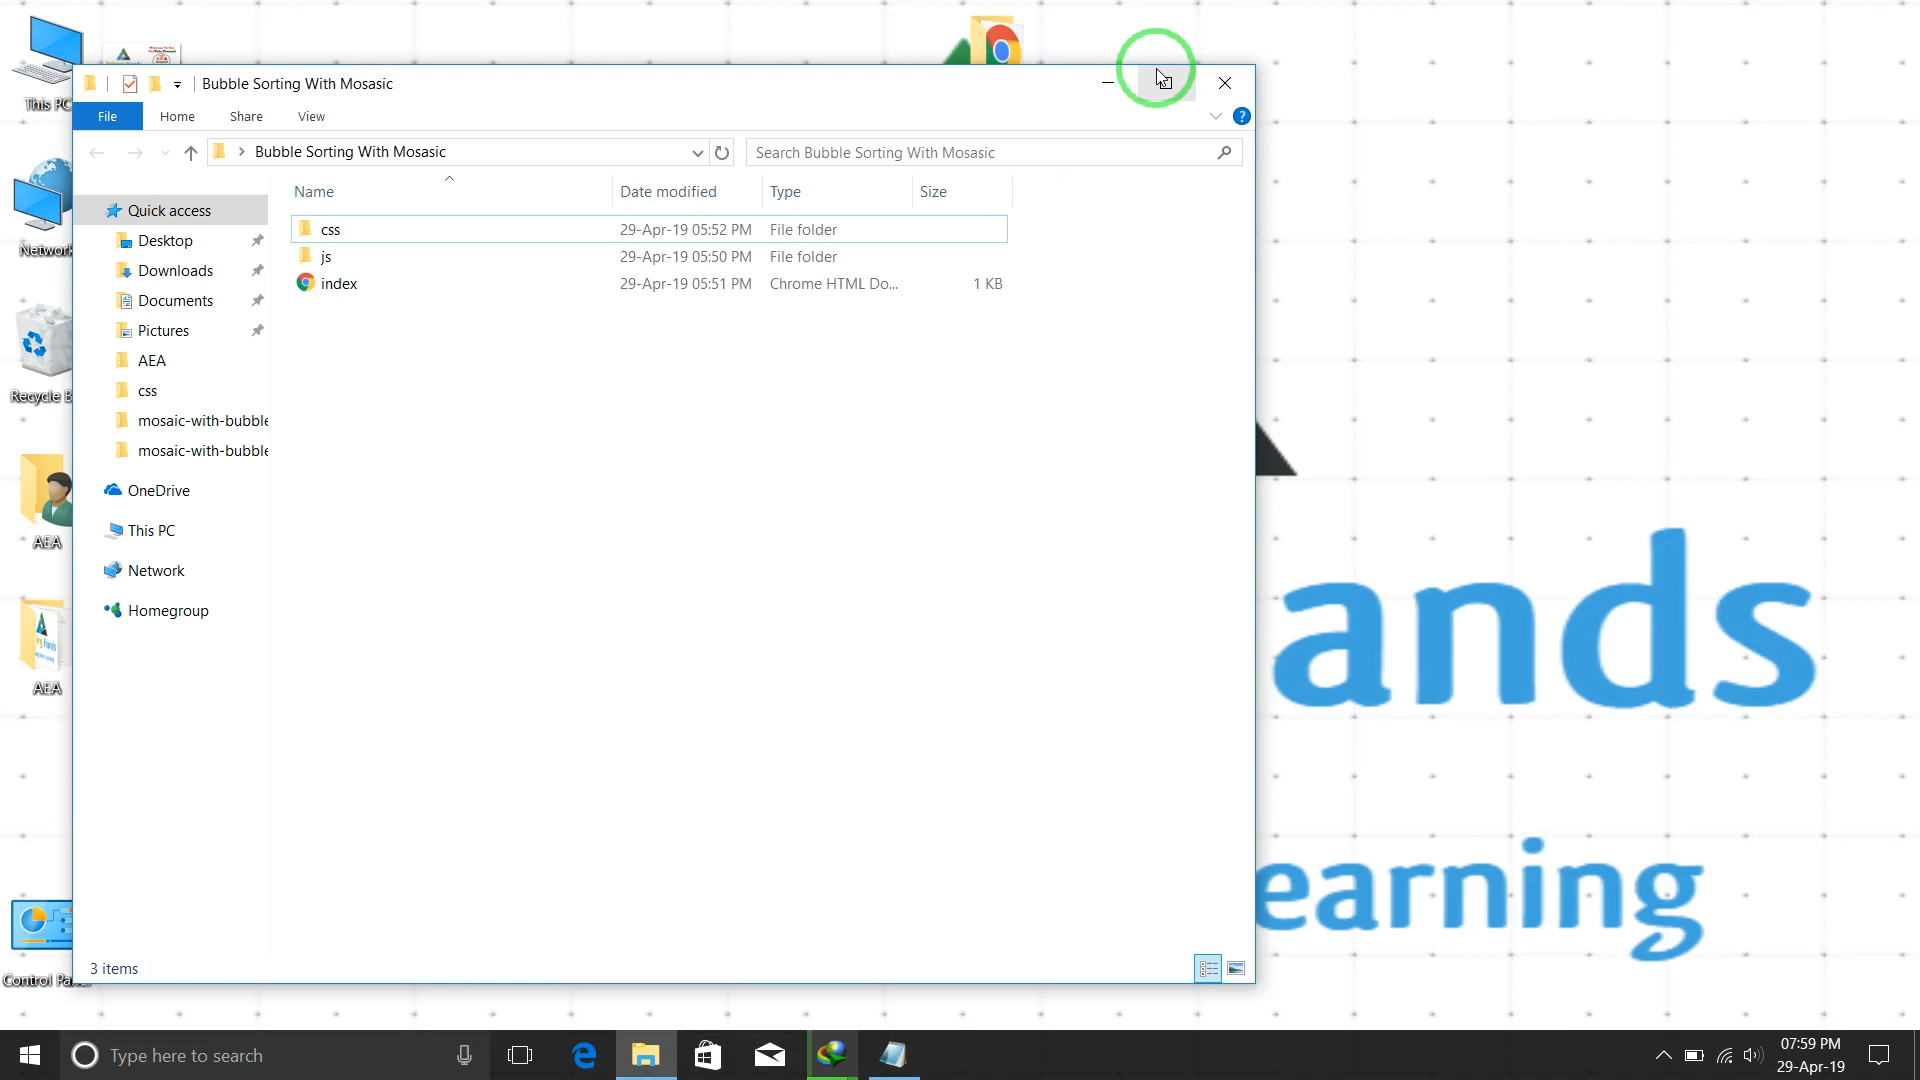 This PC
Network
Recycle B
AEA
AEA
Control Pa
Bubble Sorting With Mosasic
File
Home
Share
View
?
Bubble Sorting With Mosasic
Search Bubble Sorting With Mosasic
Name
Date modified
Type
Size
css
29-Apr-19 05:52 PM
File folder
js
29-Apr-19 05:50 PM
File folder
index
29-Apr-19 05:51 PM
Chrome HTML Do...
1 KB
Quick access
Desktop
Downloads
Documents
Pictures
AEA
css
mosaic-with-bubble
mosaic-with-bubble
OneDrive
This PC
Network
Homegroup
3 items
ands
earning
Type here to search
07:59 PM
29-Apr-19